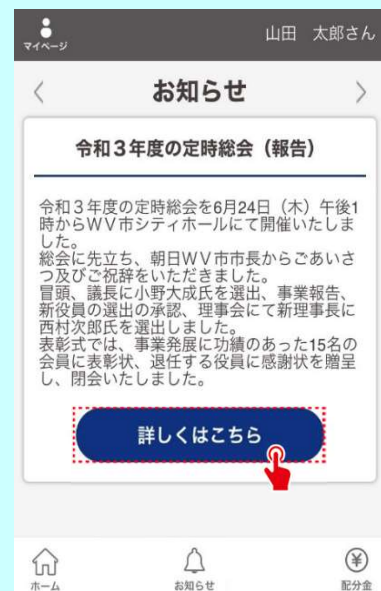 マイページ
山田 太郎さん
お知らせ
令和3年度の定時総会（報告）
令和3年度の定時総会を6月24日（木）午後1
時からWV市シティホールにて開催いたしま
した。
総会に先立ち、朝日WV市市長からごあいさ
つ及びご祝辞をいただきました。
冒頭、議長に小野大成氏を選出、事業報告、
新役員の選出の承認、理事会にて新理事長に
西村次郎氏を選出しました。
表彰式では、事業発展に功績のあった15名の
会員に表彰状、退任する役員に感謝状を贈呈
し、閉会いたしました。
詳しくはこちら
ホーム
お知らせ
¥
配分金